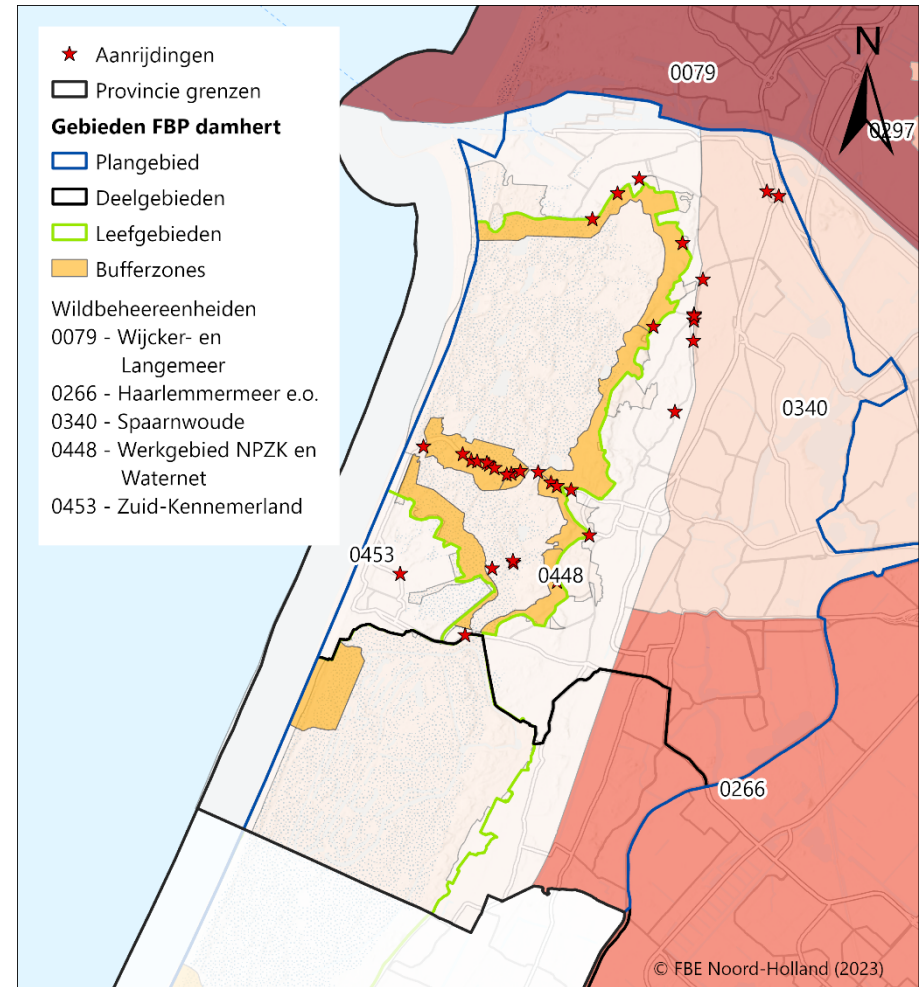 Aanrijdingen
Provincie grenzen
Gebieden FBP damhert
Plangebied
Deelgebieden
Leefgebieden
Bufferzones
Wildbeheereenheiden
0079 - Wijcker- en
Langemeer
0266 - Haarlemmermeer e.o.
0340 - Spaarnwoude
0448 - Werkgebied NPZK en
Waternet
0453 - Zuid-Kennemerland
N
0079
0297
0340
0453
0448
0266
© FBE Noord-Holland (2023)